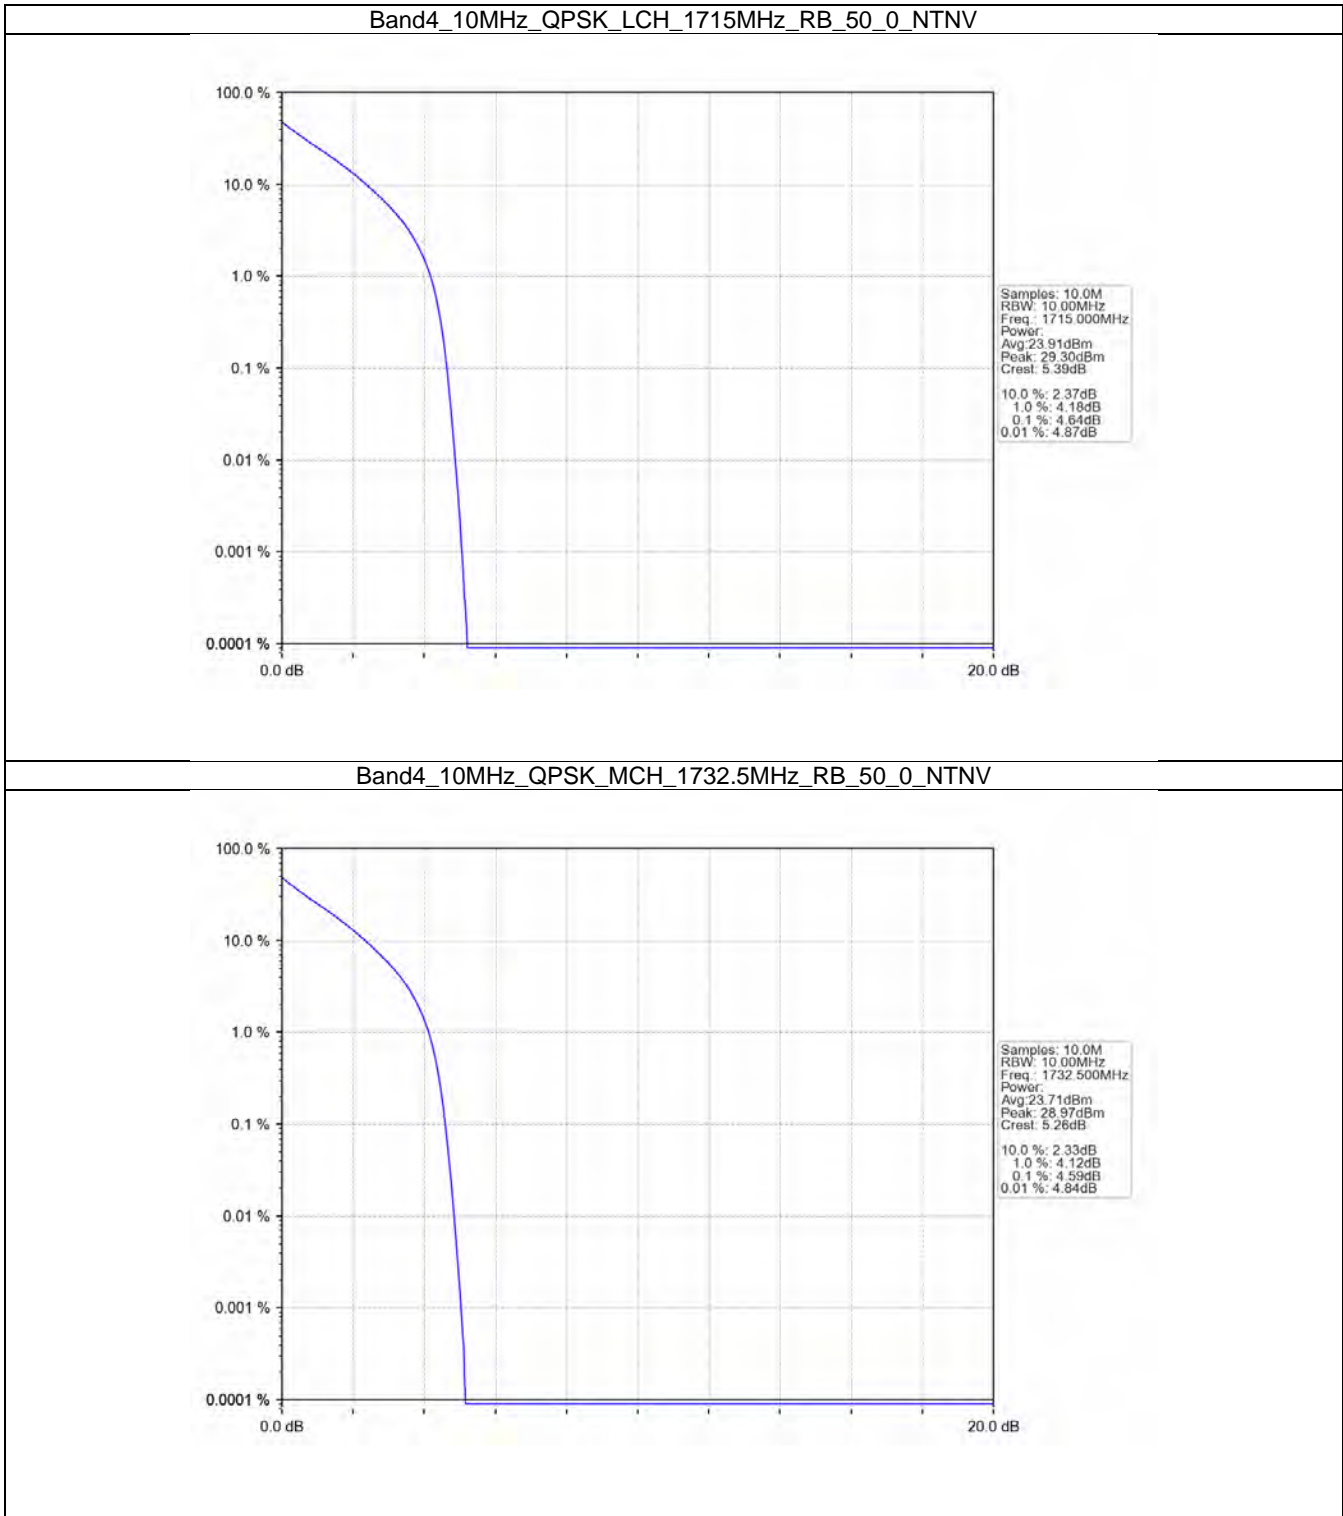 Band4_10MHz_QPSK_LCH_1715MHz_RB_50_0_NTNV
100.0 %
10.0 %
1.0 %
0.1 %
0.01 %
0.001 %
0.0001 %
0.0 dB
20.0 dB
Samples: 10.0M
RBW: 10.00MHz
Freq.: 1715.000MHz
Power:
Avg:23.91dBm
Peak: 29.30dBm
Crest: 5.39dB
10.0 %: 2.37dB
1.0 %: 4.18dB
0.1 %: 4.64dB
0.01 %: 4.87dB
Band4_10MHz_QPSK_MCH_1732.5MHz_RB_50_0_NTNV
100.0 %
10.0 %
1.0 %
0.1 %
0.01 %
0.001 %
0.0001 %
0.0 dB
20.0 dB
Samples: 10.0M
RBW: 10.00MHz
Freq.: 1732.500MHz
Power:
Avg:23.71dBm
Peak: 28.97dBm
Crest: 5.26dB
10.0 %: 2.33dB
1.0 %: 4.12dB
0.1 %: 4.59dB
0.01 %: 4.84dB